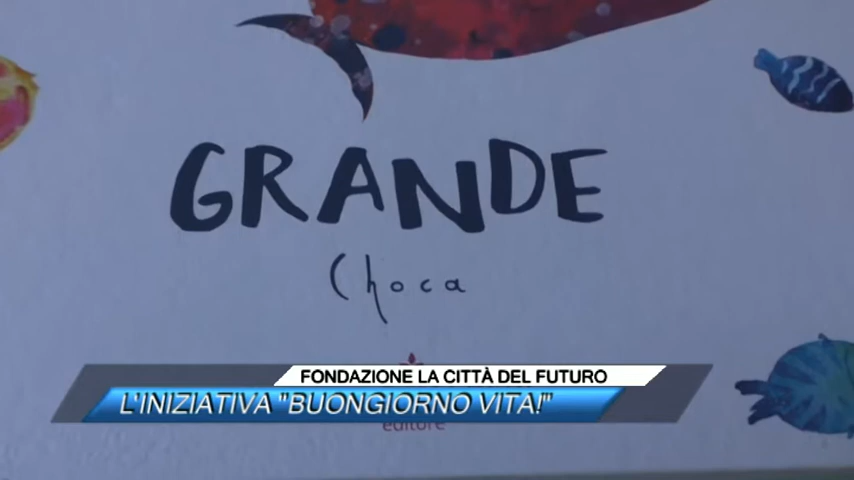 GRANDE
Choca
FONDAZIONE LA CITTÀ DEL FUTURO
L'INIZIATIVA "BUONGIORNO VITA!"
editore